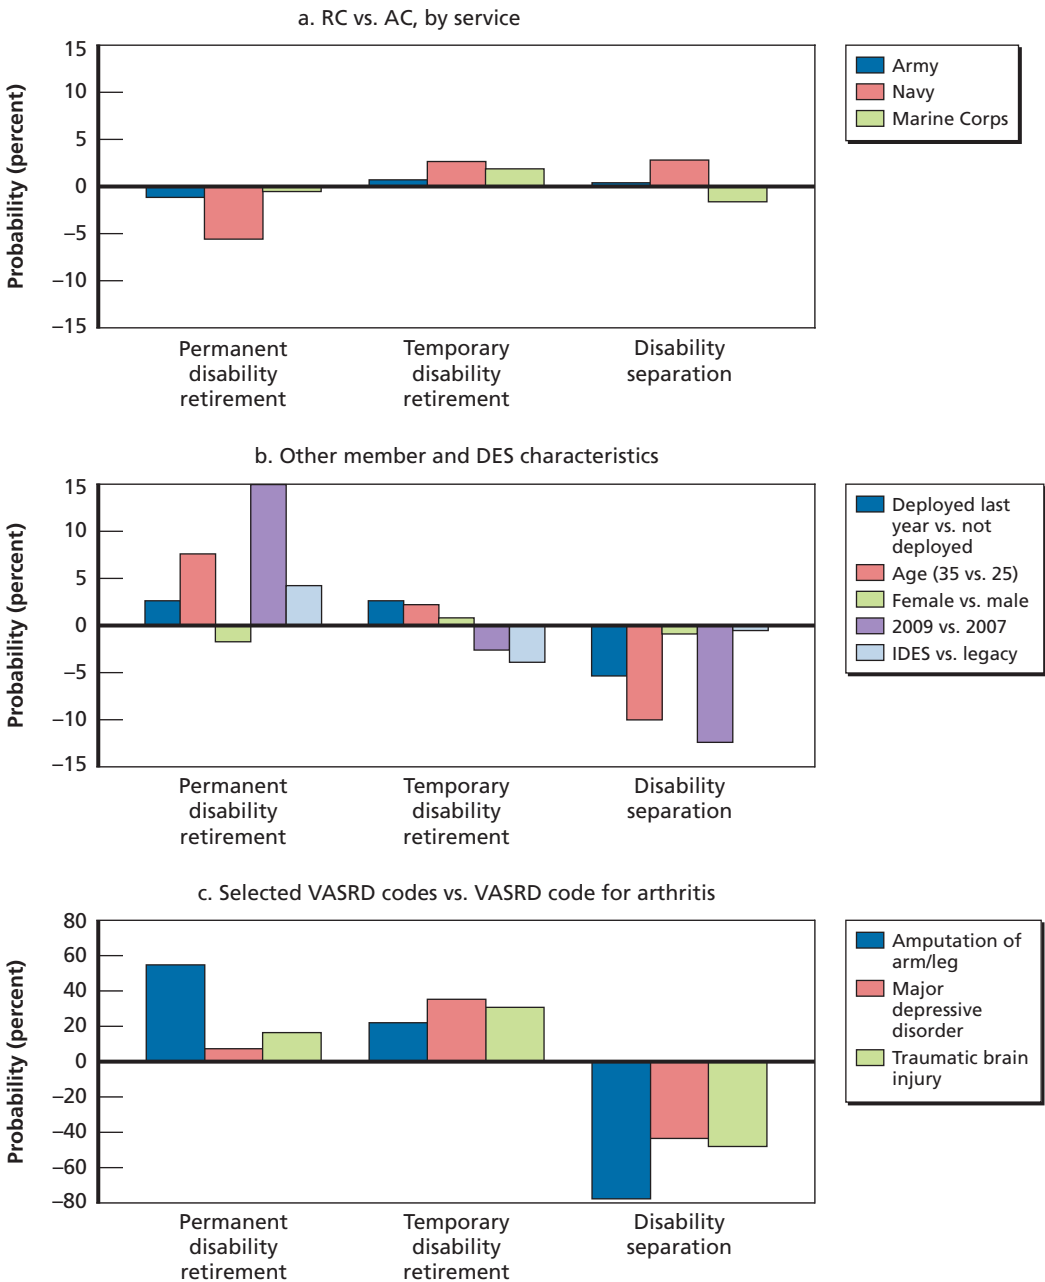 a. RC vs. AC, by service
Probability (percent)
15
10
5
0
–5
–10
–15
Permanent
disability
retirement
Temporary
disability
retirement
Disability
separation
Army
Navy
Marine Corps
b. Other member and DES characteristics
Probability (percent)
15
10
5
0
–5
–10
–15
Permanent
disability
retirement
Temporary
disability
retirement
Disability
separation
Deployed last
year vs. not
deployed
Age (35 vs. 25)
Female vs. male
2009 vs. 2007
IDES vs. legacy
c. Selected VASRD codes vs. VASRD code for arthritis
Probability (percent)
80
60
40
20
0
–20
–40
–60
–80
Permanent
disability
retirement
Temporary
disability
retirement
Disability
separation
Amputation of
arm/leg
Major
depressive
disorder
Traumatic brain
injury